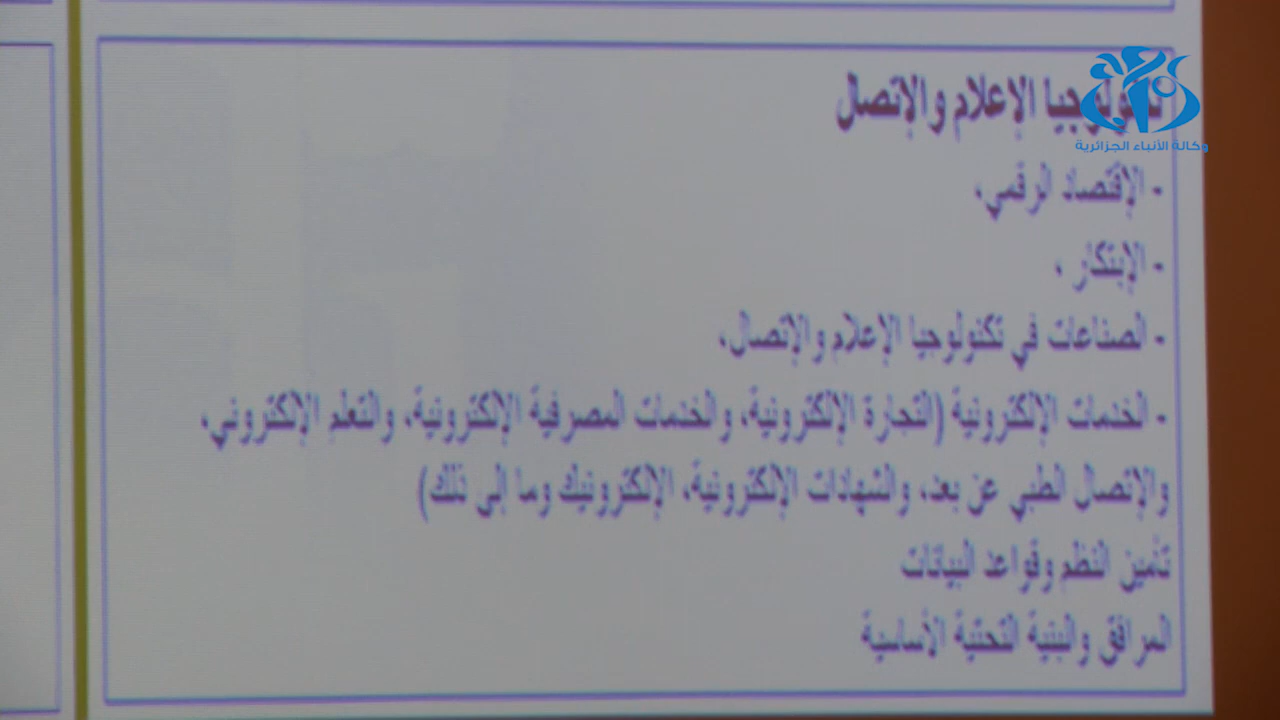 تكنولوجيا الإعلام والإتصال
وكالة الأنباء الجزائرية
- الإقتصاد الرقمي،
- الإبتكار ،
- الصناعات في تكنولوجيا الإعلام والإتصال،
- الخدمات الإلكترونية (التجارة الإلكترونية، والخدمات المصرفية الإلكترونية، والتعلم الإلكتروني،
والإتصال الطبي عن بعد، والشهادات الإلكترونية، الإلكترونيك وما إلى ذلك)
تأمين النظم وقواعد البيانات
المرافق والبنية التحتية الأساسية